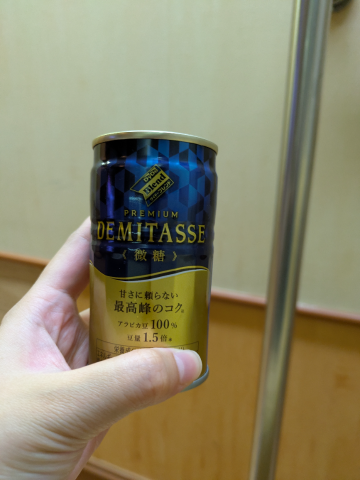 DyDo
Blend
PREMIUM
DEMITASSE
《微糖》
甘さに頼らない
最高峰のコク。
アラビカ豆100%
豆量1.5倍※